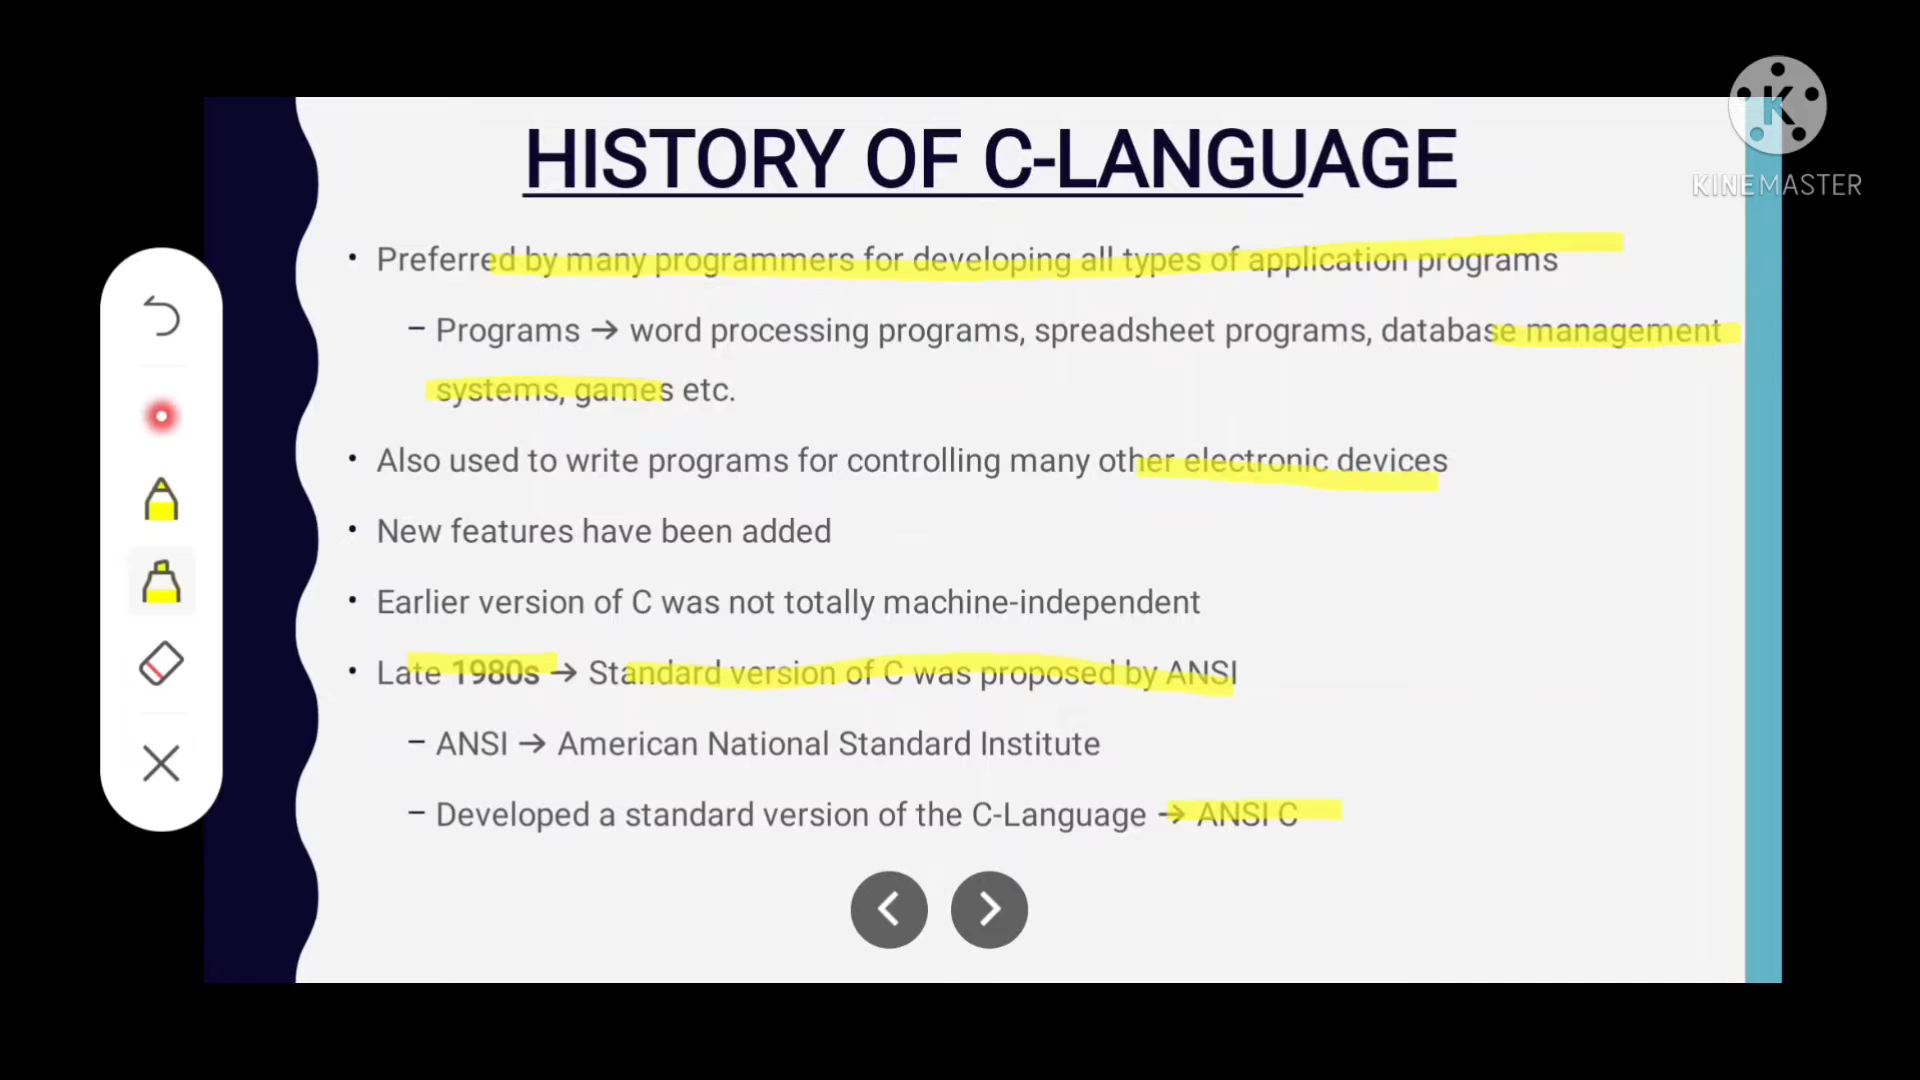 K
KINEMASTER
HISTORY OF C-LANGUAGE
• Preferred by many programmers for developing all types of application programs
– Programs → word processing programs, spreadsheet programs, database management
systems, games etc.
• Also used to write programs for controlling many other electronic devices
• New features have been added
• Earlier version of C was not totally machine-independent
• Late 1980s → Standard version of C was proposed by ANSI
– ANSI → American National Standard Institute
– Developed a standard version of the C-Language → ANSI C